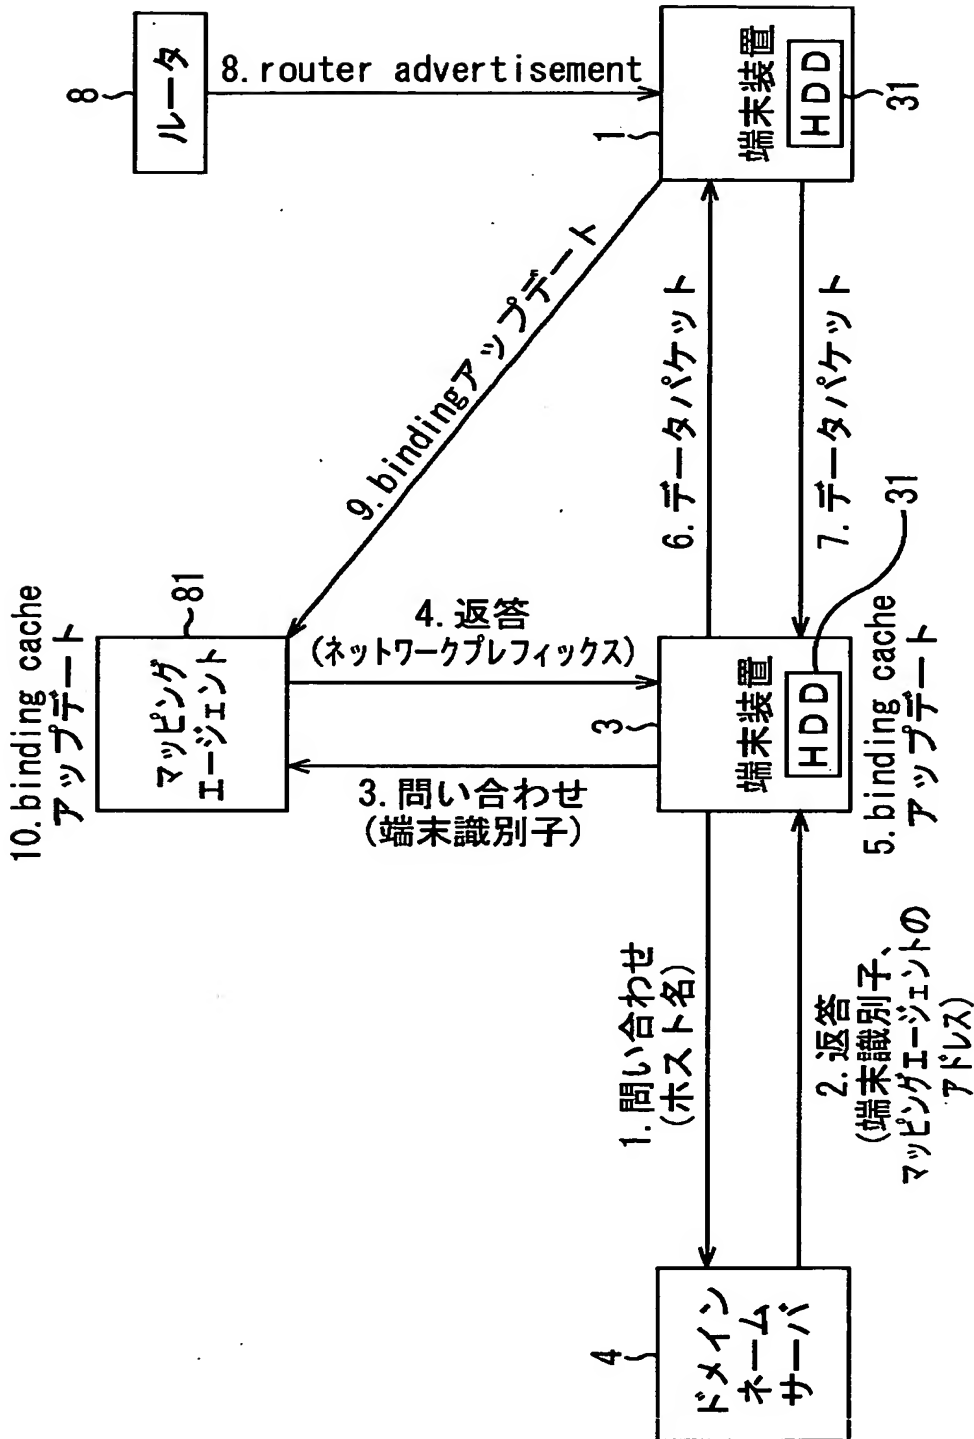 10.binding cache
アップデート
81
マッピング
エージェント
8
ルータ
8.router advertisement
9.bindingアップデート
3.問い合わせ
(端末識別子)
4.返答
(ネットワークプレフィックス)
4
ドメイン
ネーム
サーバ
1.問い合わせ
(ホスト名)
2.返答
(端末識別子、
マッピングエージェントの
アドレス)
3
端末装置
HDD
31
5.binding cache
アップデート
6.データパケット
7.データパケット
1
端末装置
HDD
31